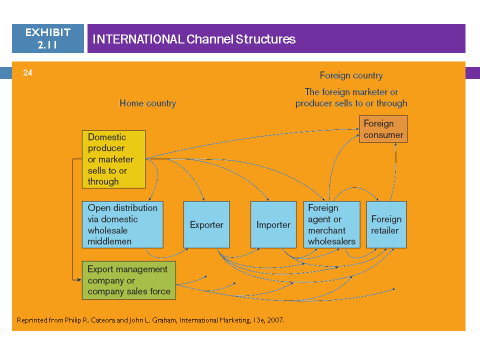 EXHIBIT
2.11
INTERNATIONAL Channel Structures
24
Foreign country
The foreign marketer or
producer sells to or through
Home country
Foreign
consumer
Domestic
producer
or marketer
sells to or
through
Open distribution
via domestic
wholesale
middlemen
Exporter
Importer
Foreign
agent or
merchant
wholesalers
Foreign
retailer
Export management
company or
company sales force
Reprinted from Philip R. Cateora and John L. Graham, International Marketing, 13e, 2007.